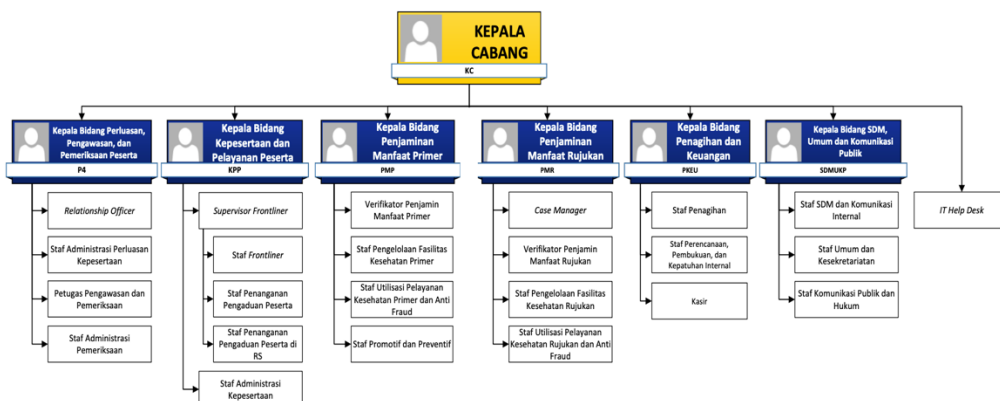 KEPALA
CABANG
KC
Kepala Bidang Perluasan,
Pengawasan, dan
Pemeriksaan Peserta
P4
Relationship Officer
Staf Administrasi Perluasan
Kepesertaan
Petugas Pengawasan dan
Pemeriksaan
Staf Administrasi
Pemeriksaan
Kepala Bidang
Kepesertaan dan
Pelayanan Peserta
KPP
Supervisor Frontliner
Staf Frontliner
Staf Penanganan
Pengaduan Peserta
Staf Penanganan
Pengaduan Peserta di
RS
Staf Administrasi
Kepesertaan
Kepala Bidang
Penjaminan
Manfaat Primer
PMP
Verifikator Penjamin
Manfaat Primer
Staf Pengelolaan Fasilitas
Kesehatan Primer
Staf Utilisasi Pelayanan
Kesehatan Primer dan Anti
Fraud
Staf Promotif dan Preventif
Kepala Bidang
Penjaminan
Manfaat Rujukan
PMR
Case Manager
Verifikator Penjamin
Manfaat Rujukan
Staf Pengelolaan Fasilitas
Kesehatan Rujukan
Staf Utilisasi Pelayanan
Kesehatan Rujukan dan Anti
Fraud
Kepala Bidang
Penagihan dan
Keuangan
PKEU
Staf Penagihan
Staf Perencanaan,
Pembukuan, dan
Kepatuhan Internal
Kasir
Kepala Bidang SDM,
Umum dan Komunikasi
Publik
SDMUKP
Staf SDM dan Komunikasi
Internal
Staf Umum dan
Kesekretariatan
Staf Komunikasi Publik dan
Hukum
IT Help Desk